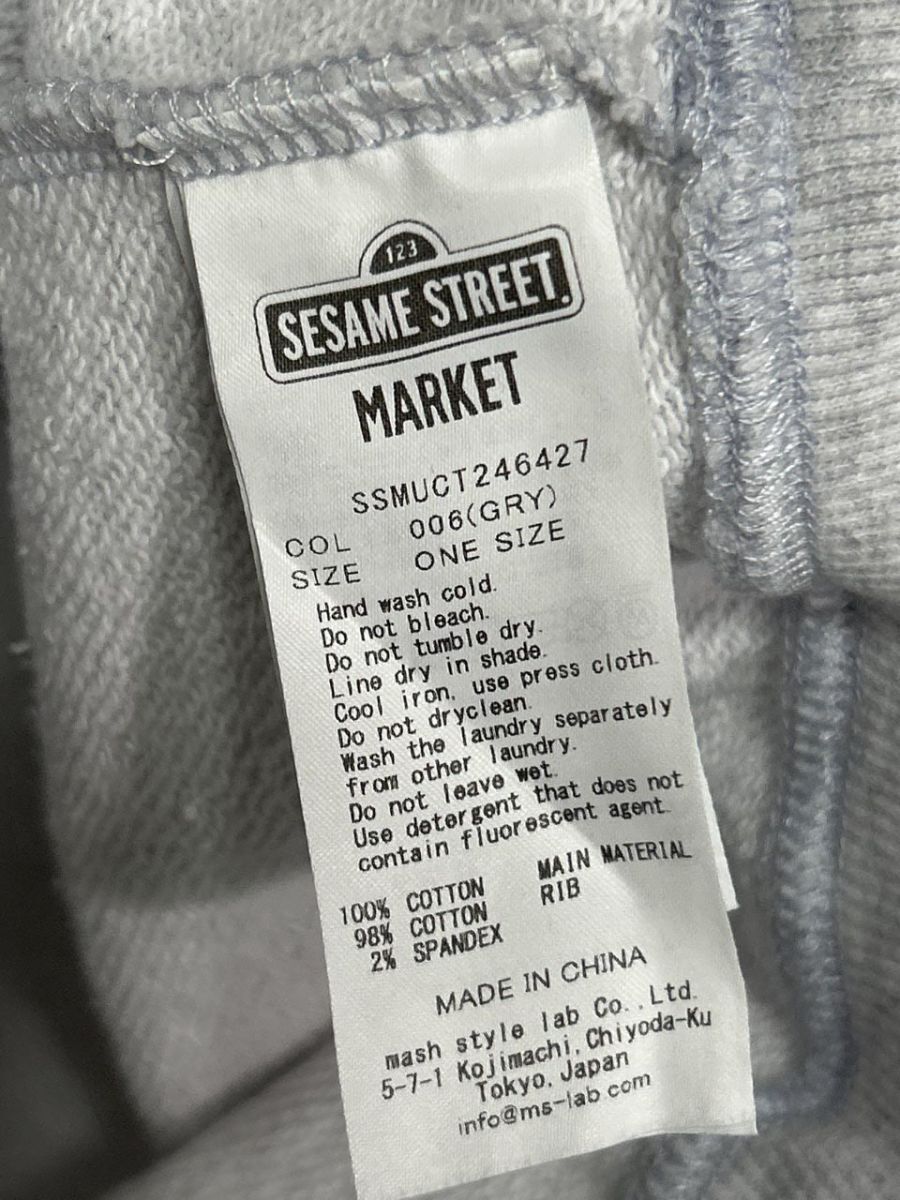 123
SESAME STREET.
MARKET
SSMUCT246427
COL 006(GRY)
SIZE ONE SIZE
Hand wash cold.
Do not bleach.
Do not tumble dry.
Line dry in shade.
Cool iron, use press cloth.
Do not dryclean.
Wash the laundry separately
from other laundry.
Do not leave wet.
Use detergent that does not
contain fluorescent agent.
100% COTTON MAIN MATERIAL
98% COTTON RIB
2% SPANDEX
MADE IN CHINA
mash style lab Co.,Ltd.
5-7-1 Kojimachi, Chiyoda-Ku
Tokyo, Japan
info@ms-lab.com